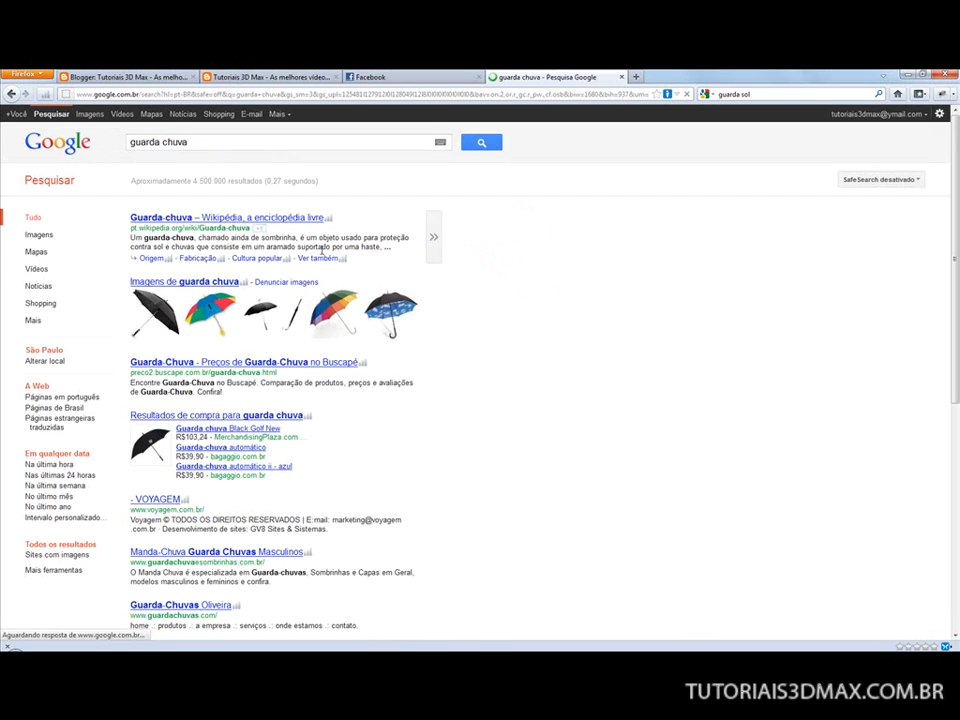 Firefox
Blogger: Tutoriais 3D Max - As melho...
Tutoriais 3D Max - As melhores vídeo...
Facebook
guarda chuva - Pesquisa Google
guarda sol
+Você Pesquisar Imagens Vídeos Mapas Notícias Shopping E-mail Mais
tutoriais3dmax@ymail.com
Google
guarda chuva
Pesquisar
Aproximadamente 4.500.000 resultados (0,27 segundos)
SafeSearch desativado
Tudo
Imagens
Mapas
Vídeos
Notícias
Shopping
Mais
São Paulo
Alterar local
A Web
Páginas em português
Páginas de Brasil
Páginas estrangeiras
traduzidas
Em qualquer data
Na última hora
Nas últimas 24 horas
Na última semana
No último mês
No último ano
Intervalo personalizado...
Todos os resultados
Sites com imagens
Mais ferramentas
Guarda-chuva – Wikipédia, a enciclopédia livre
pt.wikipedia.org/wiki/Guarda-chuva +1
Um guarda-chuva, chamado ainda de sombrinha, é um objeto usado para proteção
contra sol e chuvas que consiste em um aramado suportado por uma haste, ...
Origem - Fabricação - Cultura popular - Ver também
Imagens de guarda chuva - Denunciar imagens
Guarda-Chuva - Preços de Guarda-Chuva no Buscapé
preco2.buscape.com.br/guarda-chuva.html
Encontre Guarda-Chuva no Buscapé. Comparação de produtos, preços e avaliações
de Guarda-Chuva. Confira!
Resultados de compra para guarda chuva
Guarda chuva Black Golf New
R$103,24 - MerchandisingPlaza.com ...
Guarda-chuva automático
R$39,90 - bagaggio.com.br
Guarda-chuva automático ii - azul
R$39,90 - bagaggio.com.br
- VOYAGEM
www.voyagem.com.br/
Voyagem © TODOS OS DIREITOS RESERVADOS | E:mail: marketing@voyagem
.com.br · Desenvolvimento de sites: GV8 Sites & Sistemas.
Manda-Chuva Guarda Chuvas Masculinos
www.guardachuvaesombrinhas.com.br/
O Manda Chuva é especializada em Guarda-chuvas, Sombrinhas e Capas em Geral,
modelos masculinos e femininos e confira.
Guarda-Chuvas Oliveira
www.guardachuvas.com/
home .: produtos .: a empresa .: serviços .: onde estamos .: contato.
Aguardando resposta de www.google.com.br...
TUTORIAIS3DMAX.COM.BR